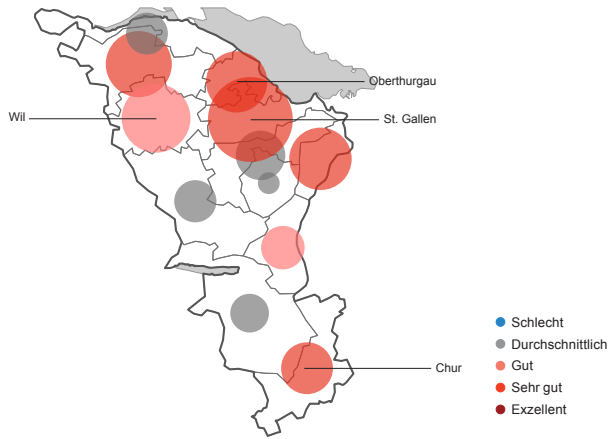 Oberthurgau
Wil
St. Gallen
Chur
Schlecht
Durchschnittlich
Gut
Sehr gut
Exzellent